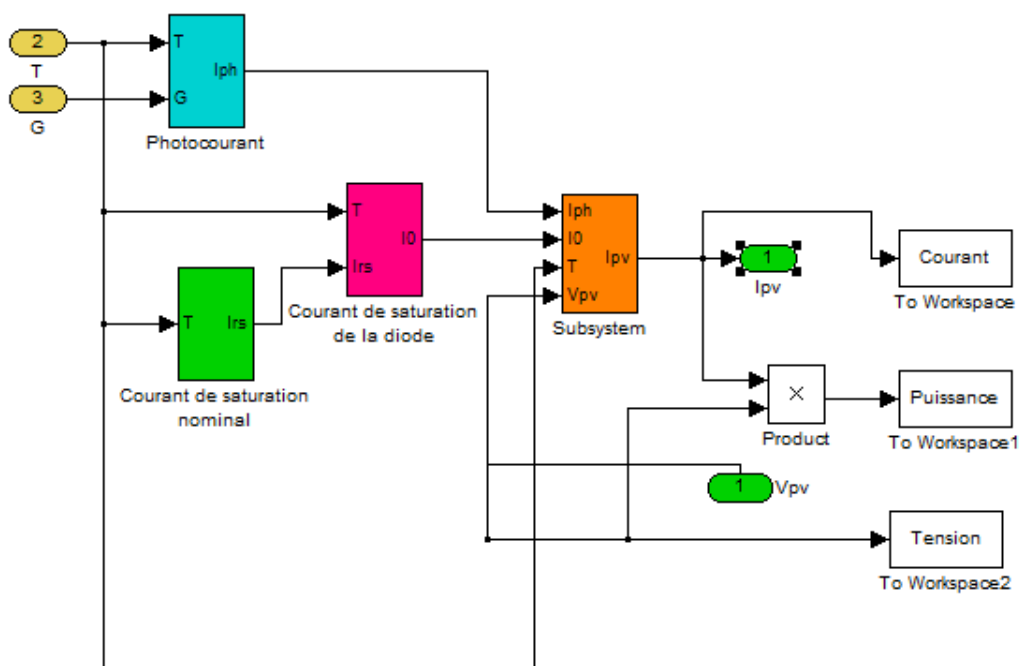 2
T
3
G
T
Iph
G
Photocourant
T
I0
Irs
Courant de saturation
de la diode
T
Irs
Courant de saturation
nominal
Iph
I0
T
Vpv
Ipv
Subsystem
1
Ipv
Courant
To Workspace
×
Product
Puissance
To Workspace1
1
Vpv
Tension
To Workspace2